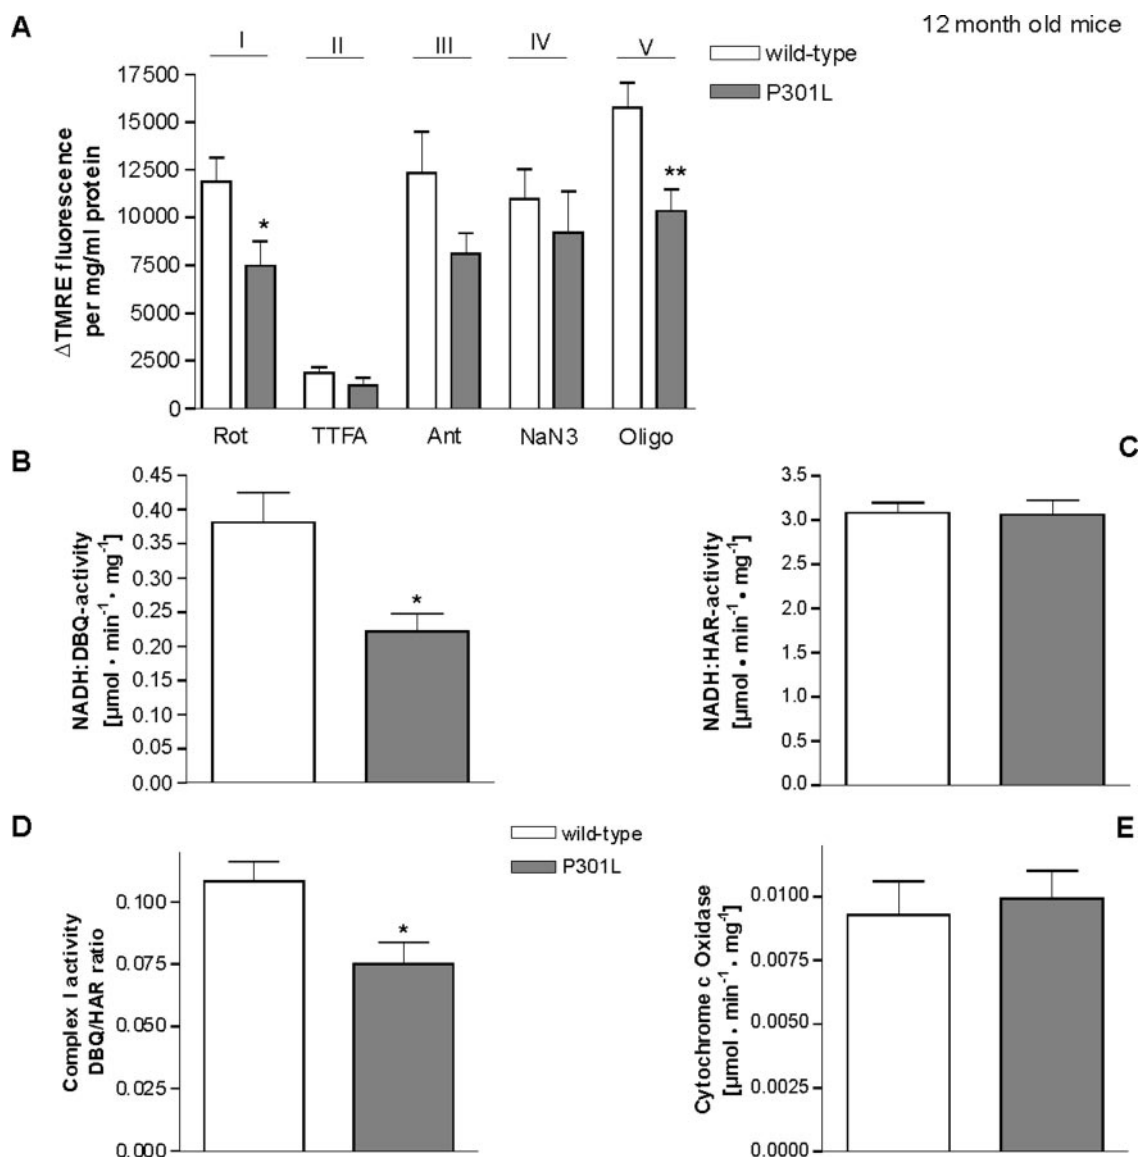 A
12 month old mice
I II III IV V
wild-type
P301L
17500
15000
12500
10000
7500
5000
2500
0
ΔTMRE fluorescence
per mg/ml protein
*
**
Rot TTFA Ant NaN3 Oligo
B
0.45
0.40
0.35
0.30
0.25
0.20
0.15
0.10
0.05
0.00
NADH:DBQ-activity
[µmol • min⁻¹ • mg⁻¹]
*
C
3.5
3.0
2.5
2.0
1.5
1.0
0.5
0.0
NADH:HAR-activity
[µmol • min⁻¹ • mg⁻¹]
D
wild-type
P301L
0.100
0.075
0.050
0.025
0.000
Complex I activity
DBQ/HAR ratio
*
E
0.0100
0.0075
0.0050
0.0025
0.0000
Cytochrome c Oxidase
[µmol • min⁻¹ • mg⁻¹]